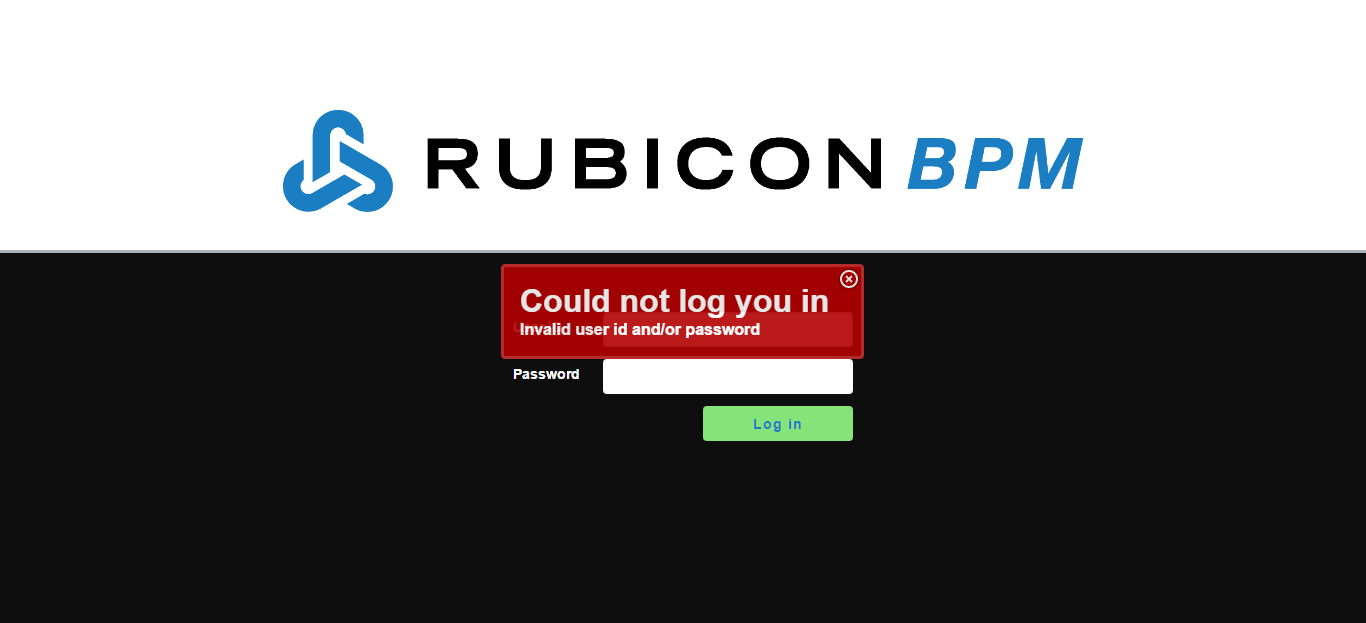 RUBICON BPM
Could not log you in
Invalid user id and/or password
Password
Log in